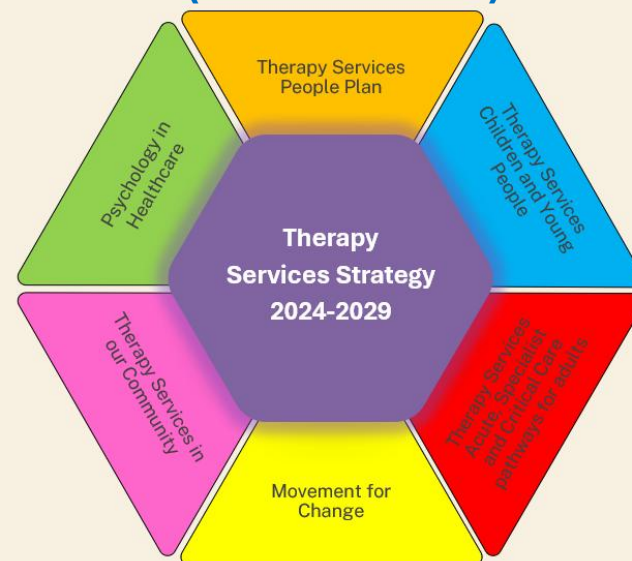 Therapy Services
People Plan
Therapy Services
Children and Young
People
Therapy Services
Acute, Specialist
and Critical Care
pathways for adults
Movement for
Change
Therapy Services in
our Community
Psychology in
Healthcare
Therapy
Services Strategy
2024-2029